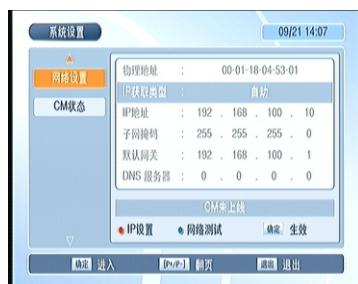 系统设置 09/21 14:07
网络设置
CM状态
物理地址 : 00-01-18-04-53-01
IP获取类型 : 自动
IP地址 : 192 . 168 . 100 . 10
子网掩码 : 255 . 255 . 255 . 0
默认网关 : 192 . 168 . 100 . 1
DNS 服务器 : 0 . 0 . 0 . 0
CM未上线
IP设置 网络测试 确定 生效
确定 进入 [P+/P-] 翻页 退出 退出